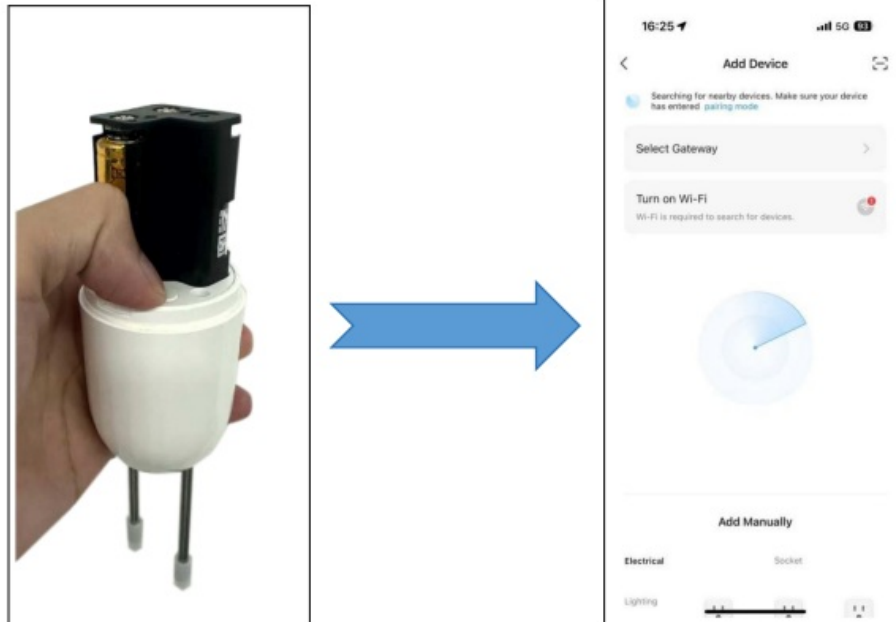 16:25
5G 93
Add Device
Searching for nearby devices. Make sure your device
has entered pairing mode
Select Gateway
Turn on Wi-Fi
Wi-Fi is required to search for devices.
Add Manually
Electrical
Socket
Lighting